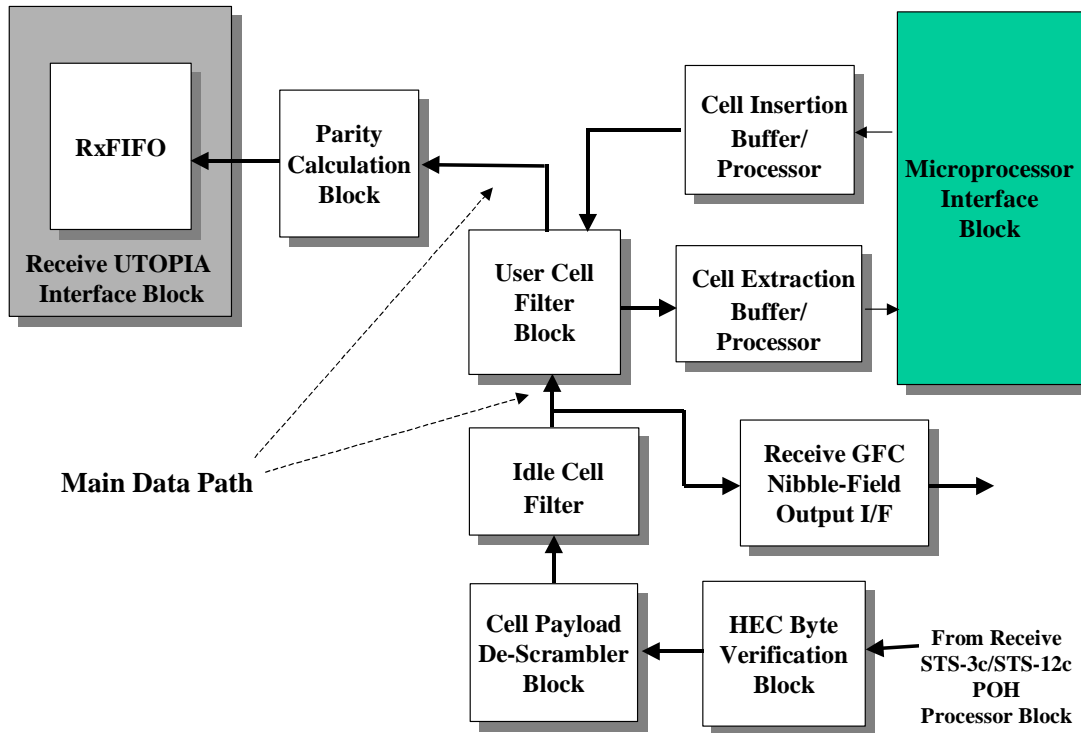 RxFIFO
Receive UTOPIA
Interface Block
Parity
Calculation
Block
Cell Insertion
Buffer/
Processor
Microprocessor
Interface
Block
User Cell
Filter
Block
Cell Extraction
Buffer/
Processor
Main Data Path
Idle Cell
Filter
Receive GFC
Nibble-Field
Output I/F
Cell Payload
De-Scrambler
Block
HEC Byte
Verification
Block
From Receive
STS-3c/STS-12c
POH
Processor Block